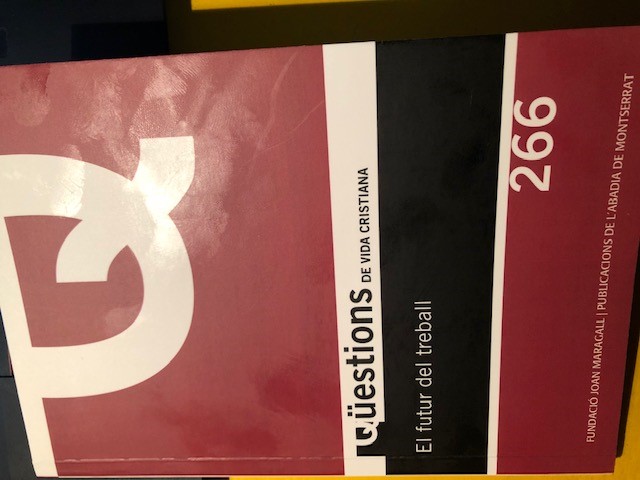 Q
Qüestions DE VIDA CRISTIANA
El futur del treball
266
FUNDACIÓ JOAN MARAGALL | PUBLICACIONS DE L'ABADIA DE MONTSERRAT